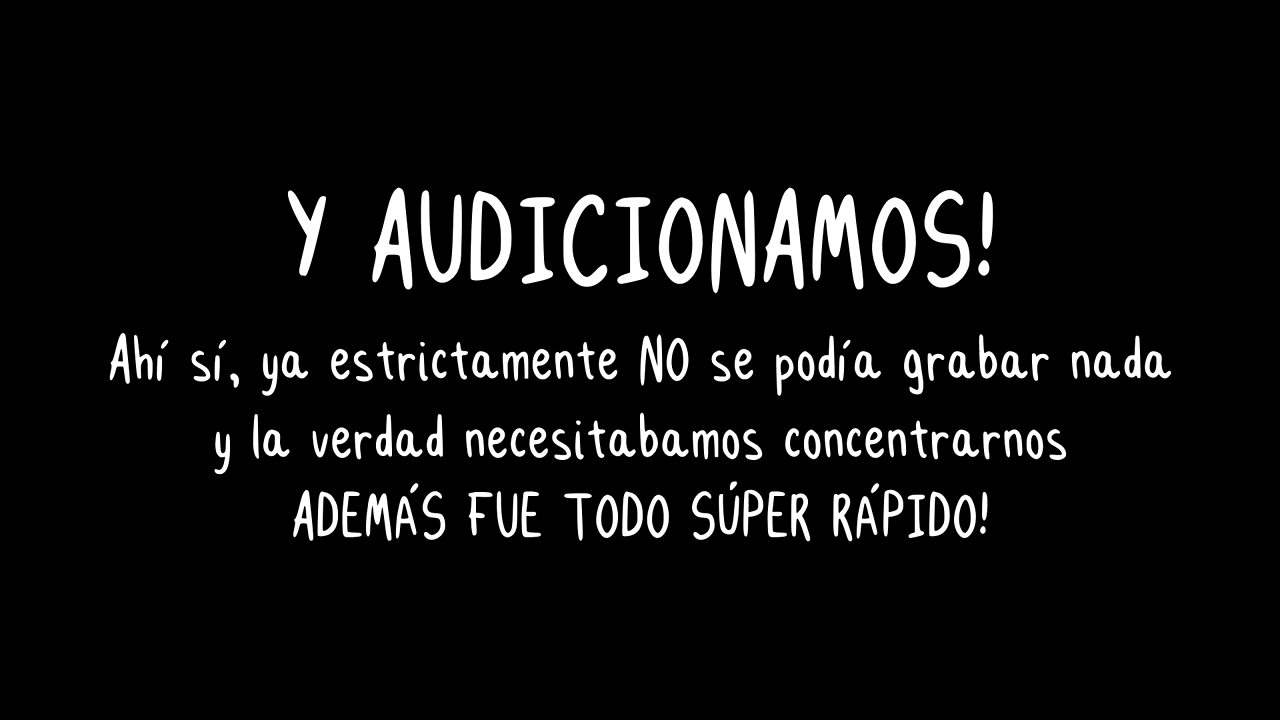 Y AUDICIONAMOS!
Ahí sí, ya estrictamente NO se podía grabar nada
y la verdad necesitabamos concentrarnos
ADEMÁS FUE TODO SÚPER RÁPIDO!